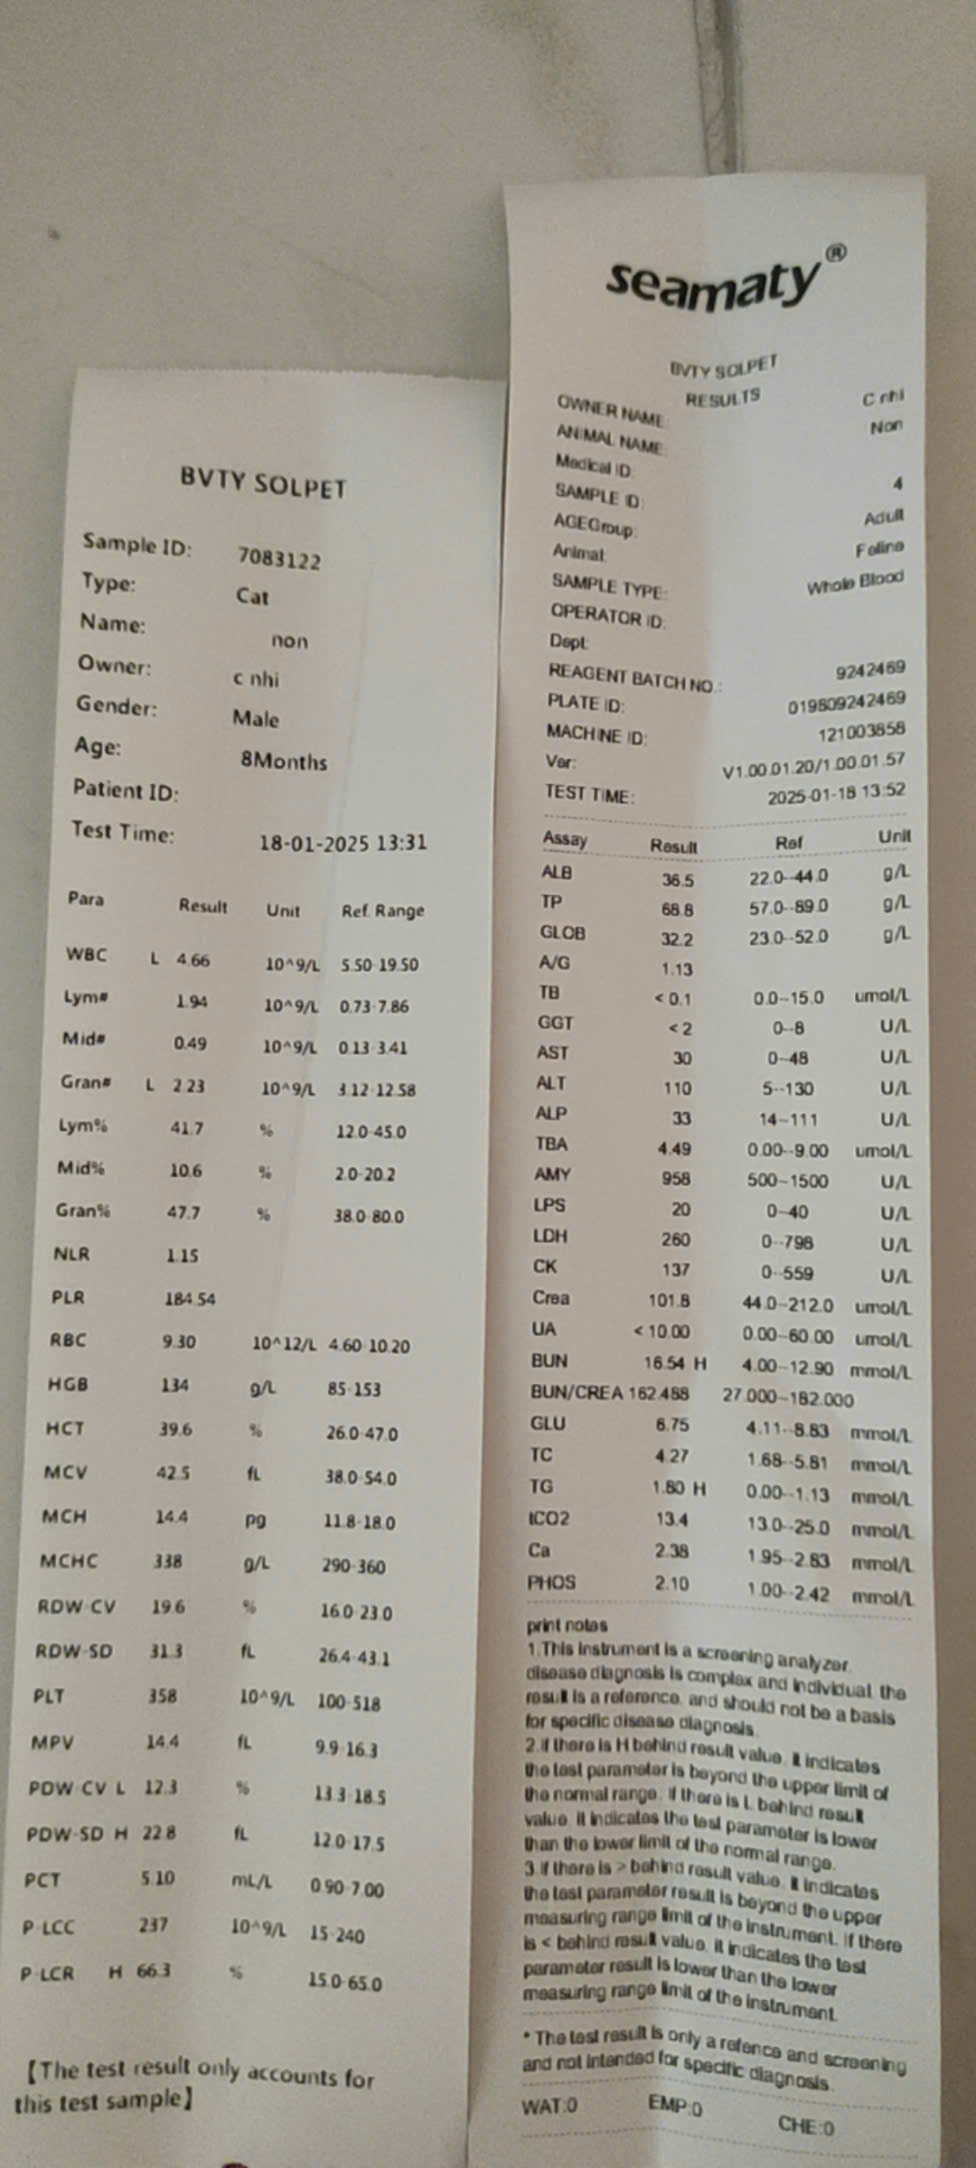 BVTY SOLPET
Sample ID: 7083122
Type: Cat
Name: non
Owner: c nhi
Gender: Male
Age: 8Months
Patient ID:
Test Time: 18-01-2025 13:31
Para Result Unit Ref. Range
WBC L 4.66 10^9/L 5.50-19.50
Lym# 1.94 10^9/L 0.73-7.86
Mid# 0.49 10^9/L 0.13-3.41
Gran# L 2.23 10^9/L 3.12-12.58
Lym% 41.7 % 12.0-45.0
Mid% 10.6 % 2.0-20.2
Gran% 47.7 % 38.0-80.0
NLR 1.15
PLR 184.54
RBC 9.30 10^12/L 4.60-10.20
HGB 134 g/L 85-153
HCT 39.6 % 26.0-47.0
MCV 42.5 fL 38.0-54.0
MCH 14.4 pg 11.8-18.0
MCHC 338 g/L 290-360
RDW-CV 19.6 % 16.0-23.0
RDW-SD 31.3 fL 26.4-43.1
PLT 358 10^9/L 100-518
MPV 14.4 fL 9.9-16.3
PDW-CV L 12.3 % 13.3-18.5
PDW-SD H 22.8 fL 12.0-17.5
PCT 5.10 mL/L 0.90-7.00
P-LCC 237 10^9/L 15-240
P-LCR H 66.3 % 15.0-65.0
【The test result only accounts for
this test sample】
seamaty®
BVTY SOLPET
RESULTS
OWNER NAME: C nhi
ANIMAL NAME: Non
Medical ID:
SAMPLE ID: 4
AGEGroup: Adult
Animal: Feline
SAMPLE TYPE: Whole Blood
OPERATOR ID:
Dept:
REAGENT BATCH NO.: 9242469
PLATE ID: 019809242469
MACHINE ID: 121003858
Ver: V1.00.01.20/1.00.01.57
TEST TIME: 2025-01-18 13:52
Assay Result Ref Unit
ALB 36.5 22.0--44.0 g/L
TP 68.8 57.0--89.0 g/L
GLOB 32.2 23.0--52.0 g/L
A/G 1.13
TB <0.1 0.0--15.0 umol/L
GGT <2 0--8 U/L
AST 30 0--48 U/L
ALT 110 5--130 U/L
ALP 33 14--111 U/L
TBA 4.49 0.00--9.00 umol/L
AMY 958 500--1500 U/L
LPS 20 0--40 U/L
LDH 260 0--798 U/L
CK 137 0--559 U/L
Crea 101.8 44.0--212.0 umol/L
UA <10.00 0.00--60.00 umol/L
BUN 16.54 H 4.00--12.90 mmol/L
BUN/CREA 162.488 27.000--182.000
GLU 6.75 4.11--8.83 mmol/L
TC 4.27 1.68--5.81 mmol/L
TG 1.80 H 0.00--1.13 mmol/L
tCO2 13.4 13.0--25.0 mmol/L
Ca 2.38 1.95--2.83 mmol/L
PHOS 2.10 1.00--2.42 mmol/L
print notes
1.This instrument is a screening analyzer,
disease diagnosis is complex and individual, the
result is a reference, and should not be a basis
for specific disease diagnosis.
2.If there is H behind result value, it indicates
the test parameter is beyond the upper limit of
the normal range. If there is L behind result
value, it indicates the test parameter is lower
than the lower limit of the normal range.
3.If there is > behind result value, it indicates
the test parameter result is beyond the upper
measuring range limit of the instrument. If there
is < behind result value, it indicates the test
parameter result is lower than the lower
measuring range limit of the instrument.
* The test result is only a refence and screening
and not intended for specific diagnosis.
WAT:0 EMP:0 CHE:0